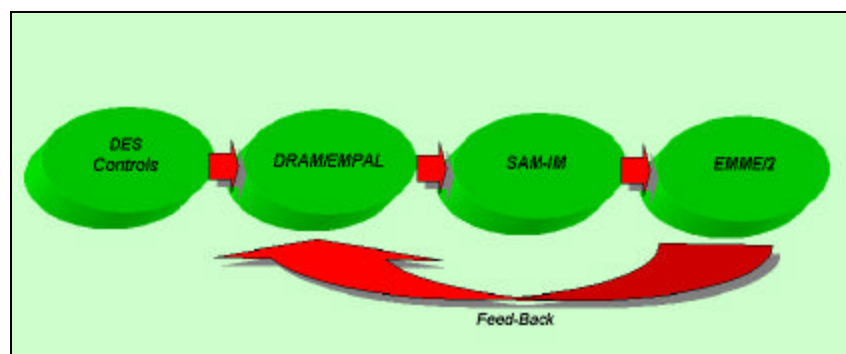 DES
Controls
DRAM/EMPAL
SAM-IM
EMME/2
Feed-Back